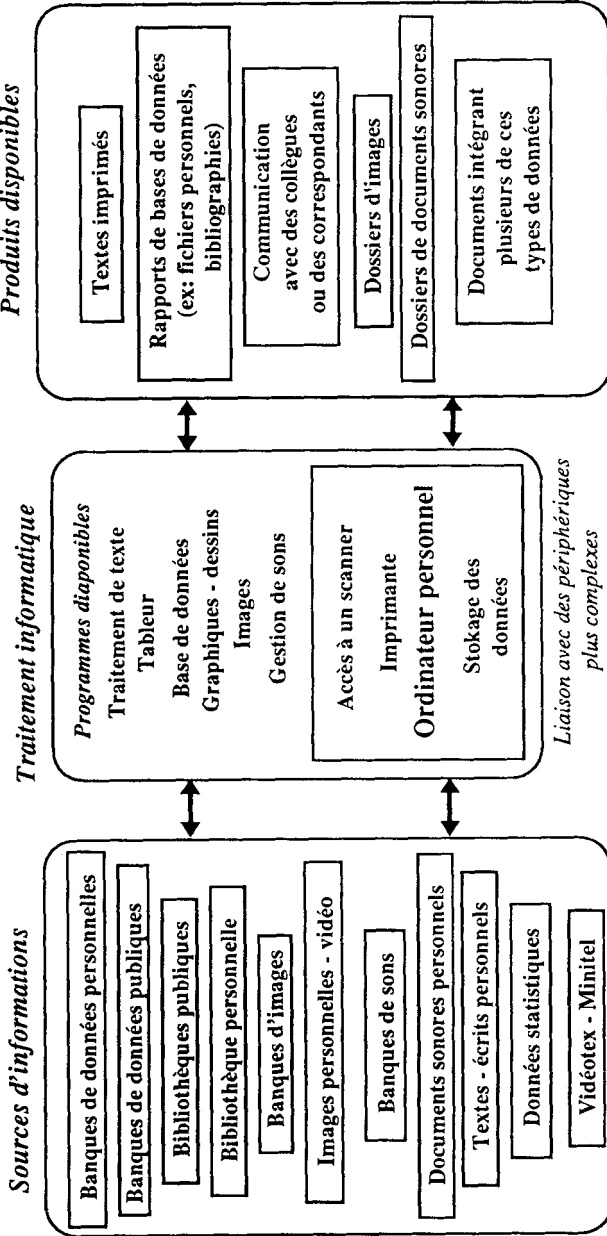 Sources d'informations
Banques de données personnelles
Banques de données publiques
Bibliothèques publiques
Bibliothèque personnelle
Banques d'images
Images personnelles - vidéo
Banques de sons
Documents sonores personnels
Textes - écrits personnels
Données statistiques
Vidéotex - Minitel
Traitement informatique
Programmes diaponibles
Traitement de texte
Tableur
Base de données
Graphiques - dessins
Images
Gestion de sons
Accès à un scanner
Imprimante
Ordinateur personnel
Stokage des
données
Liaison avec des périphériques
plus complexes
Produits disponibles
Textes imprimés
Rapports de bases de données
(ex: fichiers personnels,
bibliographies)
Communication
avec des collègues
ou des correspondants
Dossiers d'images
Dossiers de documents sonores
Documents intégrant
plusieurs de ces
types de données